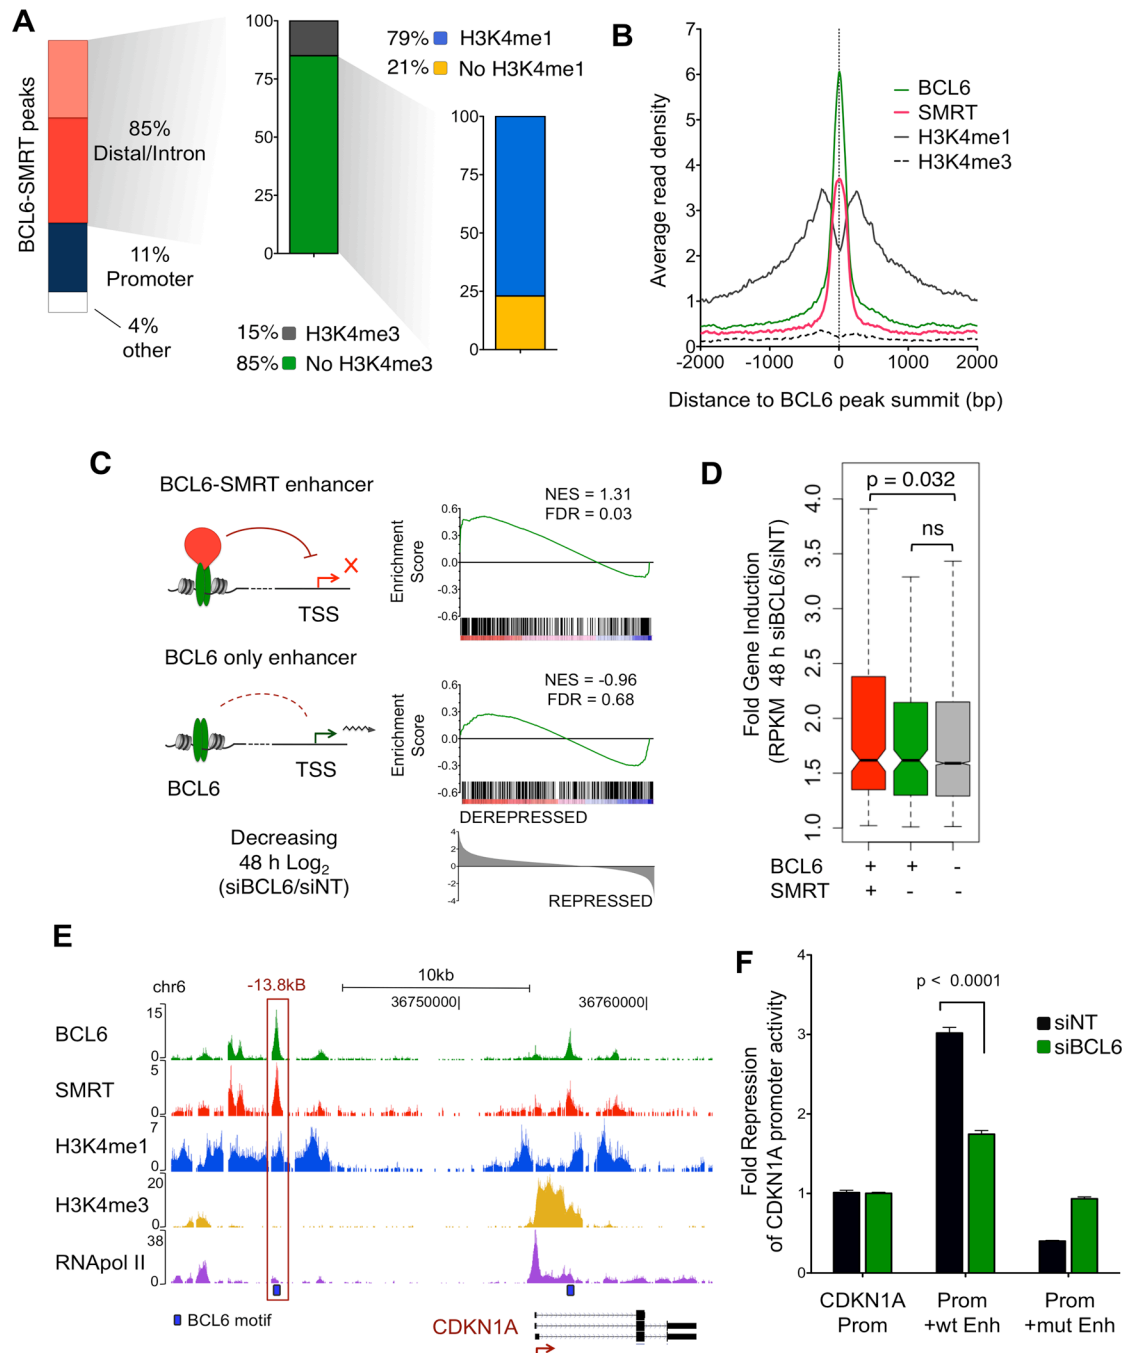 A
BCL6-SMRT peaks
85%
Distal/Intron
11%
Promoter
4%
other
100
75
50
25
0
15% H3K4me3
85% No H3K4me3
79% H3K4me1
21% No H3K4me1
100
75
50
25
0
B
Average read density
7
6
5
4
3
2
1
0
-2000
-1000
0
1000
2000
Distance to BCL6 peak summit (bp)
BCL6
SMRT
H3K4me1
H3K4me3
C
BCL6-SMRT enhancer
X
TSS
Enrichment
Score
0.6
0.3
0.0
-0.3
-0.6
NES = 1.31
FDR = 0.03
BCL6 only enhancer
TSS
BCL6
Enrichment
Score
0.6
0.3
0.0
-0.3
-0.6
NES = -0.96
FDR = 0.68
DEREPRESSED
Decreasing
48 h Log2
(siBCL6/siNT)
4
2
0
-2
-4
REPRESSED
D
Fold Gene Induction
(RPKM 48 h siBCL6/siNT)
4.0
3.5
3.0
2.5
2.0
1.5
1.0
p = 0.032
ns
BCL6 + + -
SMRT + - -
E
chr6
-13.8kB
10kb
36750000|
36760000|
BCL6
15
0
SMRT
5
0
H3K4me1
7
0
H3K4me3
20
0
RNApol II
38
0
BCL6 motif
CDKN1A
F
Fold Repression
of CDKN1A promoter activity
4
3
2
1
0
p < 0.0001
siNT
siBCL6
CDKN1A
Prom
Prom
+wt Enh
Prom
+mut Enh